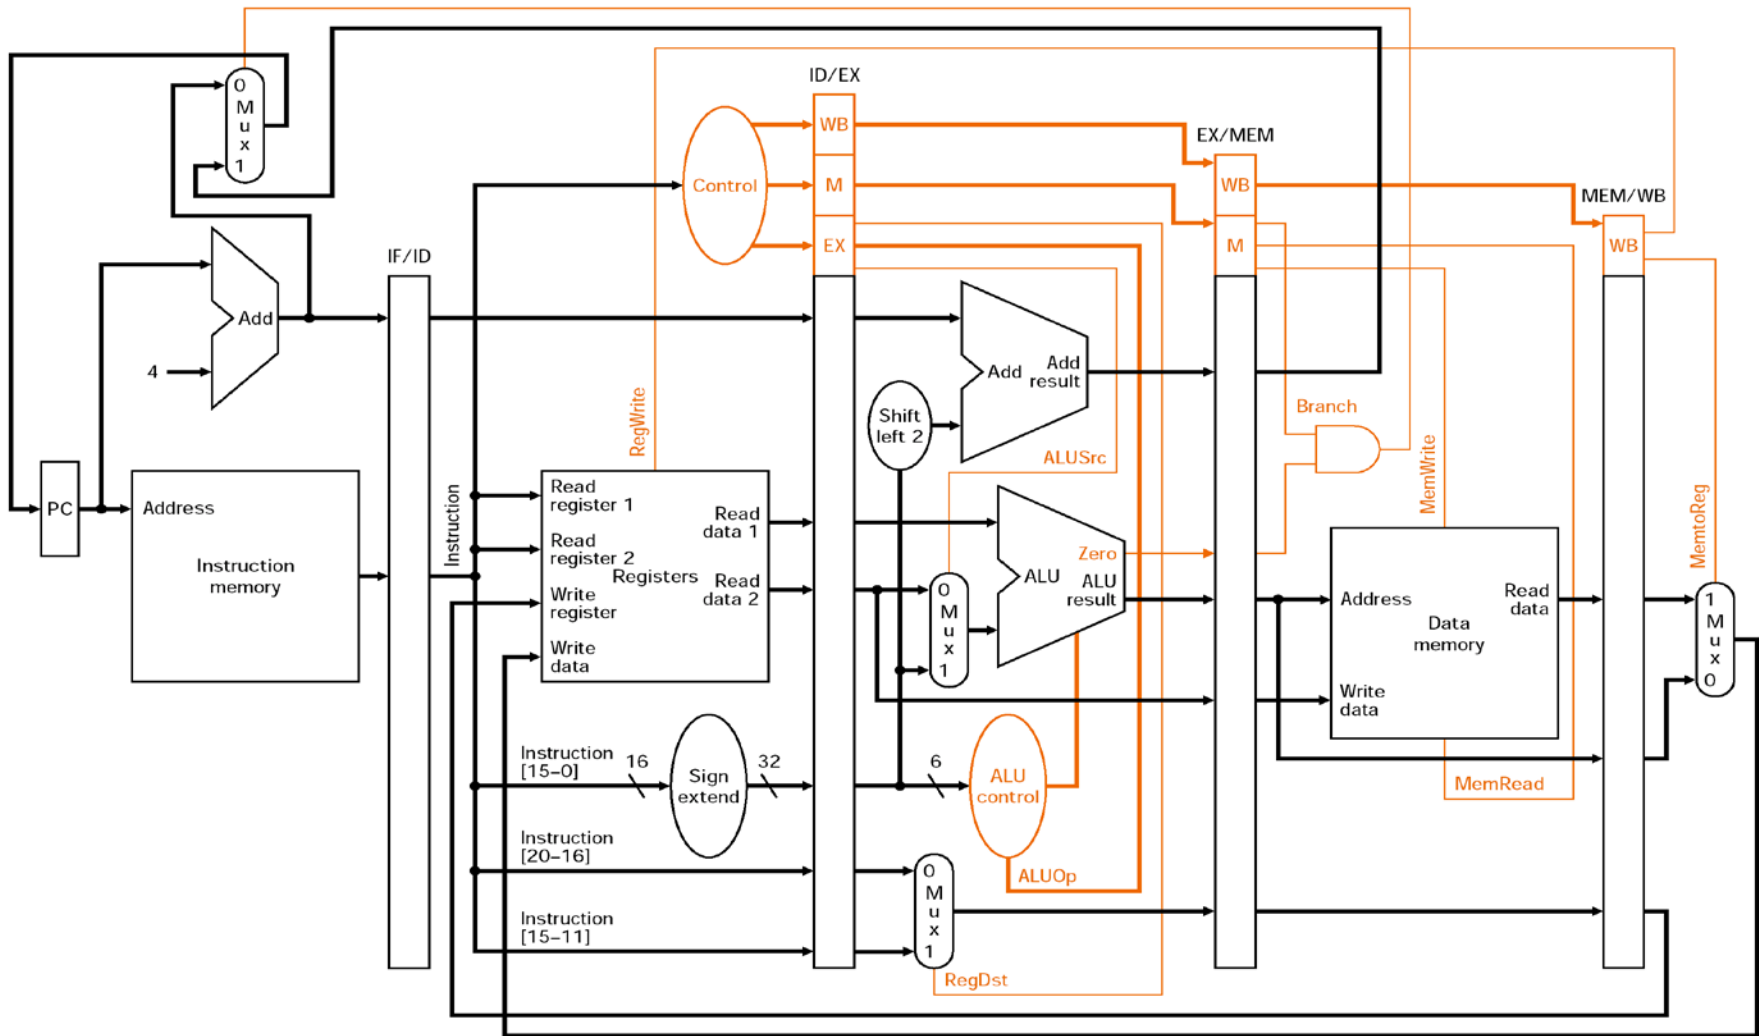 0
M
u
x
1
ID/EX
WB
Control
M
EX
EX/MEM
WB
M
MEM/WB
WB
IF/ID
Add
4
RegWrite
Shift
left 2
Add
Add
result
ALUSrc
Branch
MemWrite
MemtoReg
PC
Address
Instruction
memory
Instruction
Read
register 1
Read
register 2
Write
register
Write
data
Registers
Read
data 1
Read
data 2
0
M
u
x
1
Zero
ALU
ALU
result
Address
Read
data
Data
memory
Write
data
1
M
u
x
0
MemRead
Instruction
[15–0]
16
Sign
extend
32
6
ALU
control
Instruction
[20–16]
ALUOp
0
M
u
x
1
Instruction
[15–11]
RegDst